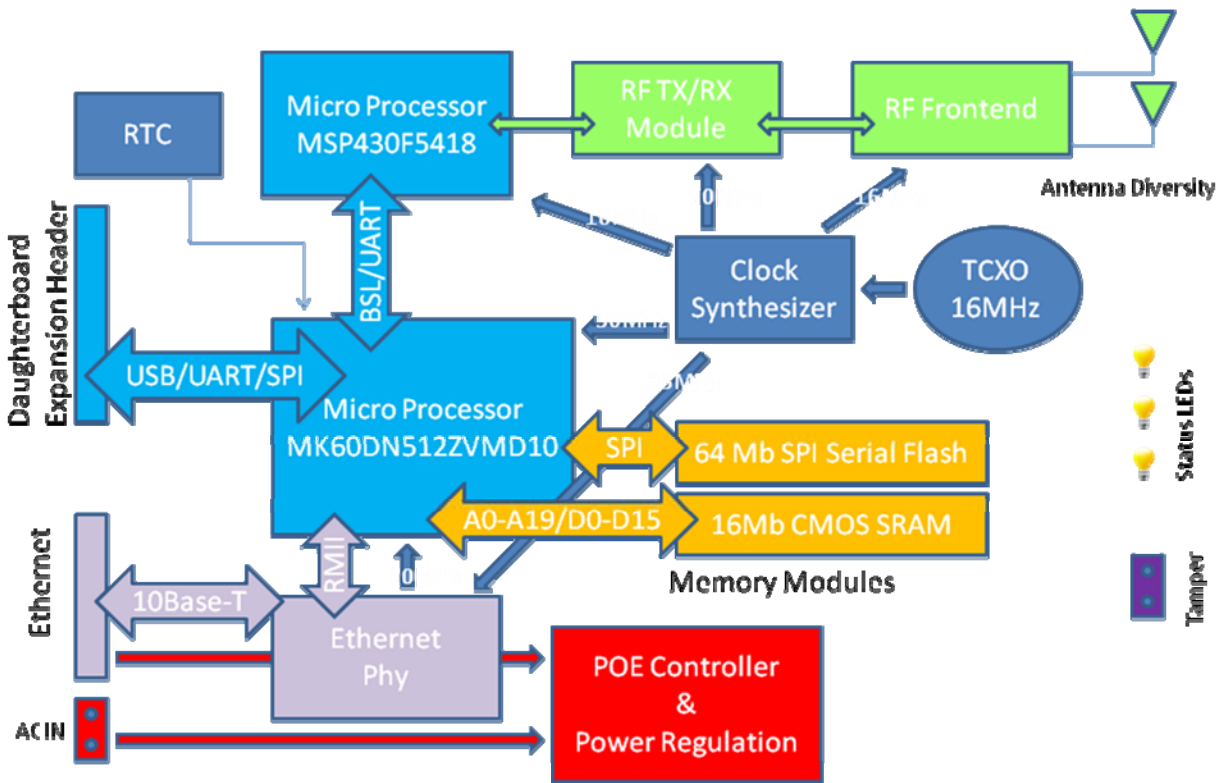 Micro Processor
MSP430F5418
RF TX/RX
Module
RF Frontend
RTC
Antenna Diversity
Daughterboard
Expansion Header
BSL/UART
Clock
Synthesizer
TCXO
16MHz
USB/UART/SPI
Micro Processor
MK60DN512ZVMD10
SPI
64 Mb SPI Serial Flash
A0-A19/D0-D15
16Mb CMOS SRAM
Memory Modules
Status LEDs
Tamper
Ethernet
10Base-T
RMII
Ethernet
Phy
POE Controller
&
Power Regulation
AC IN